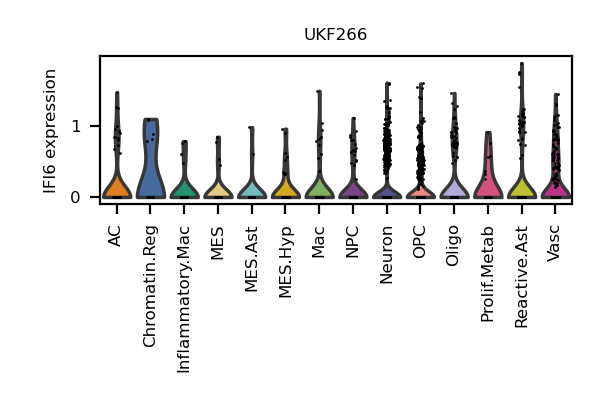 UKF266
IFI6 expression
1
0
AC
Chromatin.Reg
Inflammatory.Mac
MES
MES.Ast
MES.Hyp
Mac
NPC
Neuron
OPC
Oligo
Prolif.Metab
Reactive.Ast
Vasc